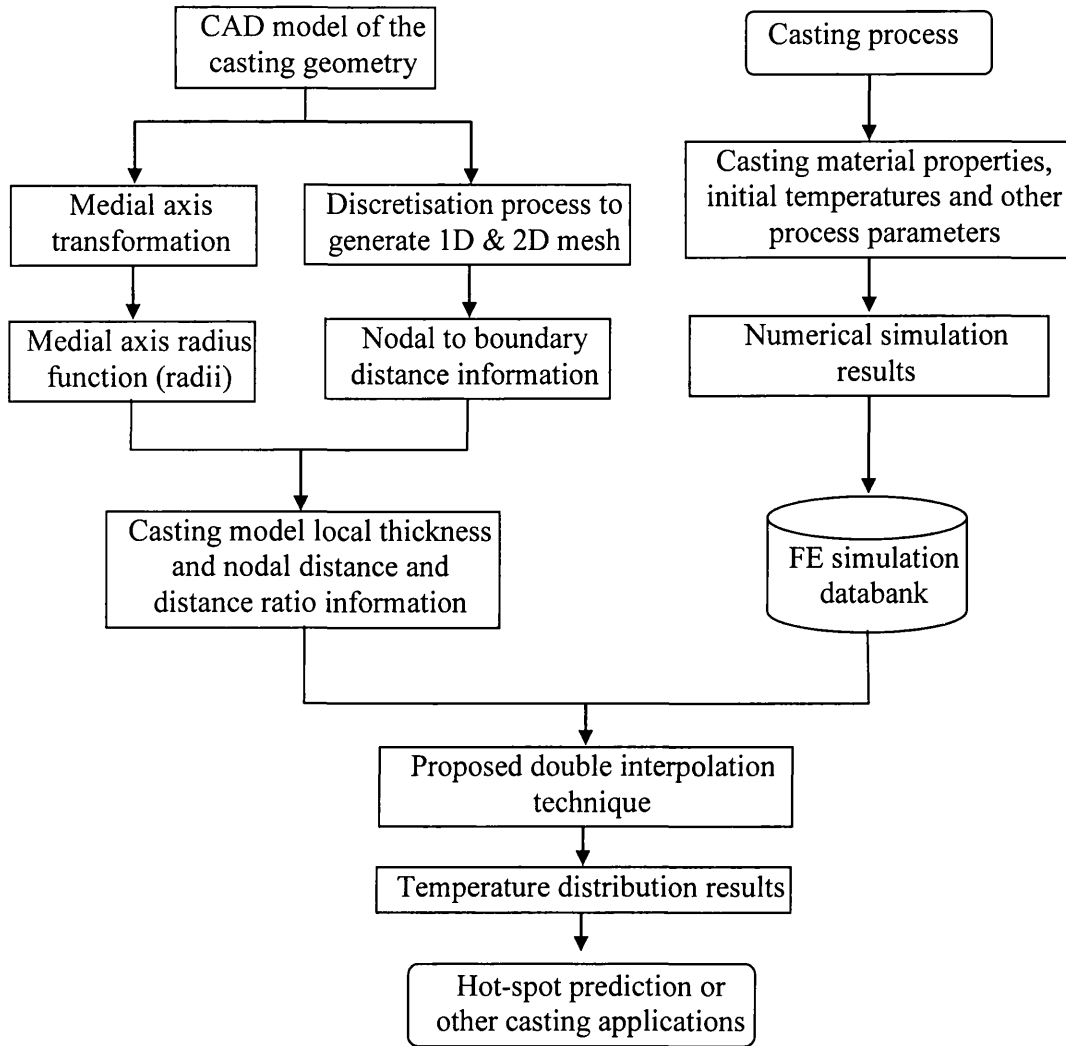 CAD model of the
casting geometry
Casting process
Medial axis
transformation
Discretisation process to
generate 1D & 2D mesh
Casting material properties,
initial temperatures and other
process parameters
Medial axis radius
function (radii)
Nodal to boundary
distance information
Numerical simulation
results
Casting model local thickness
and nodal distance and
distance ratio information
FE simulation
databank
Proposed double interpolation
technique
Temperature distribution results
Hot-spot prediction or
other casting applications